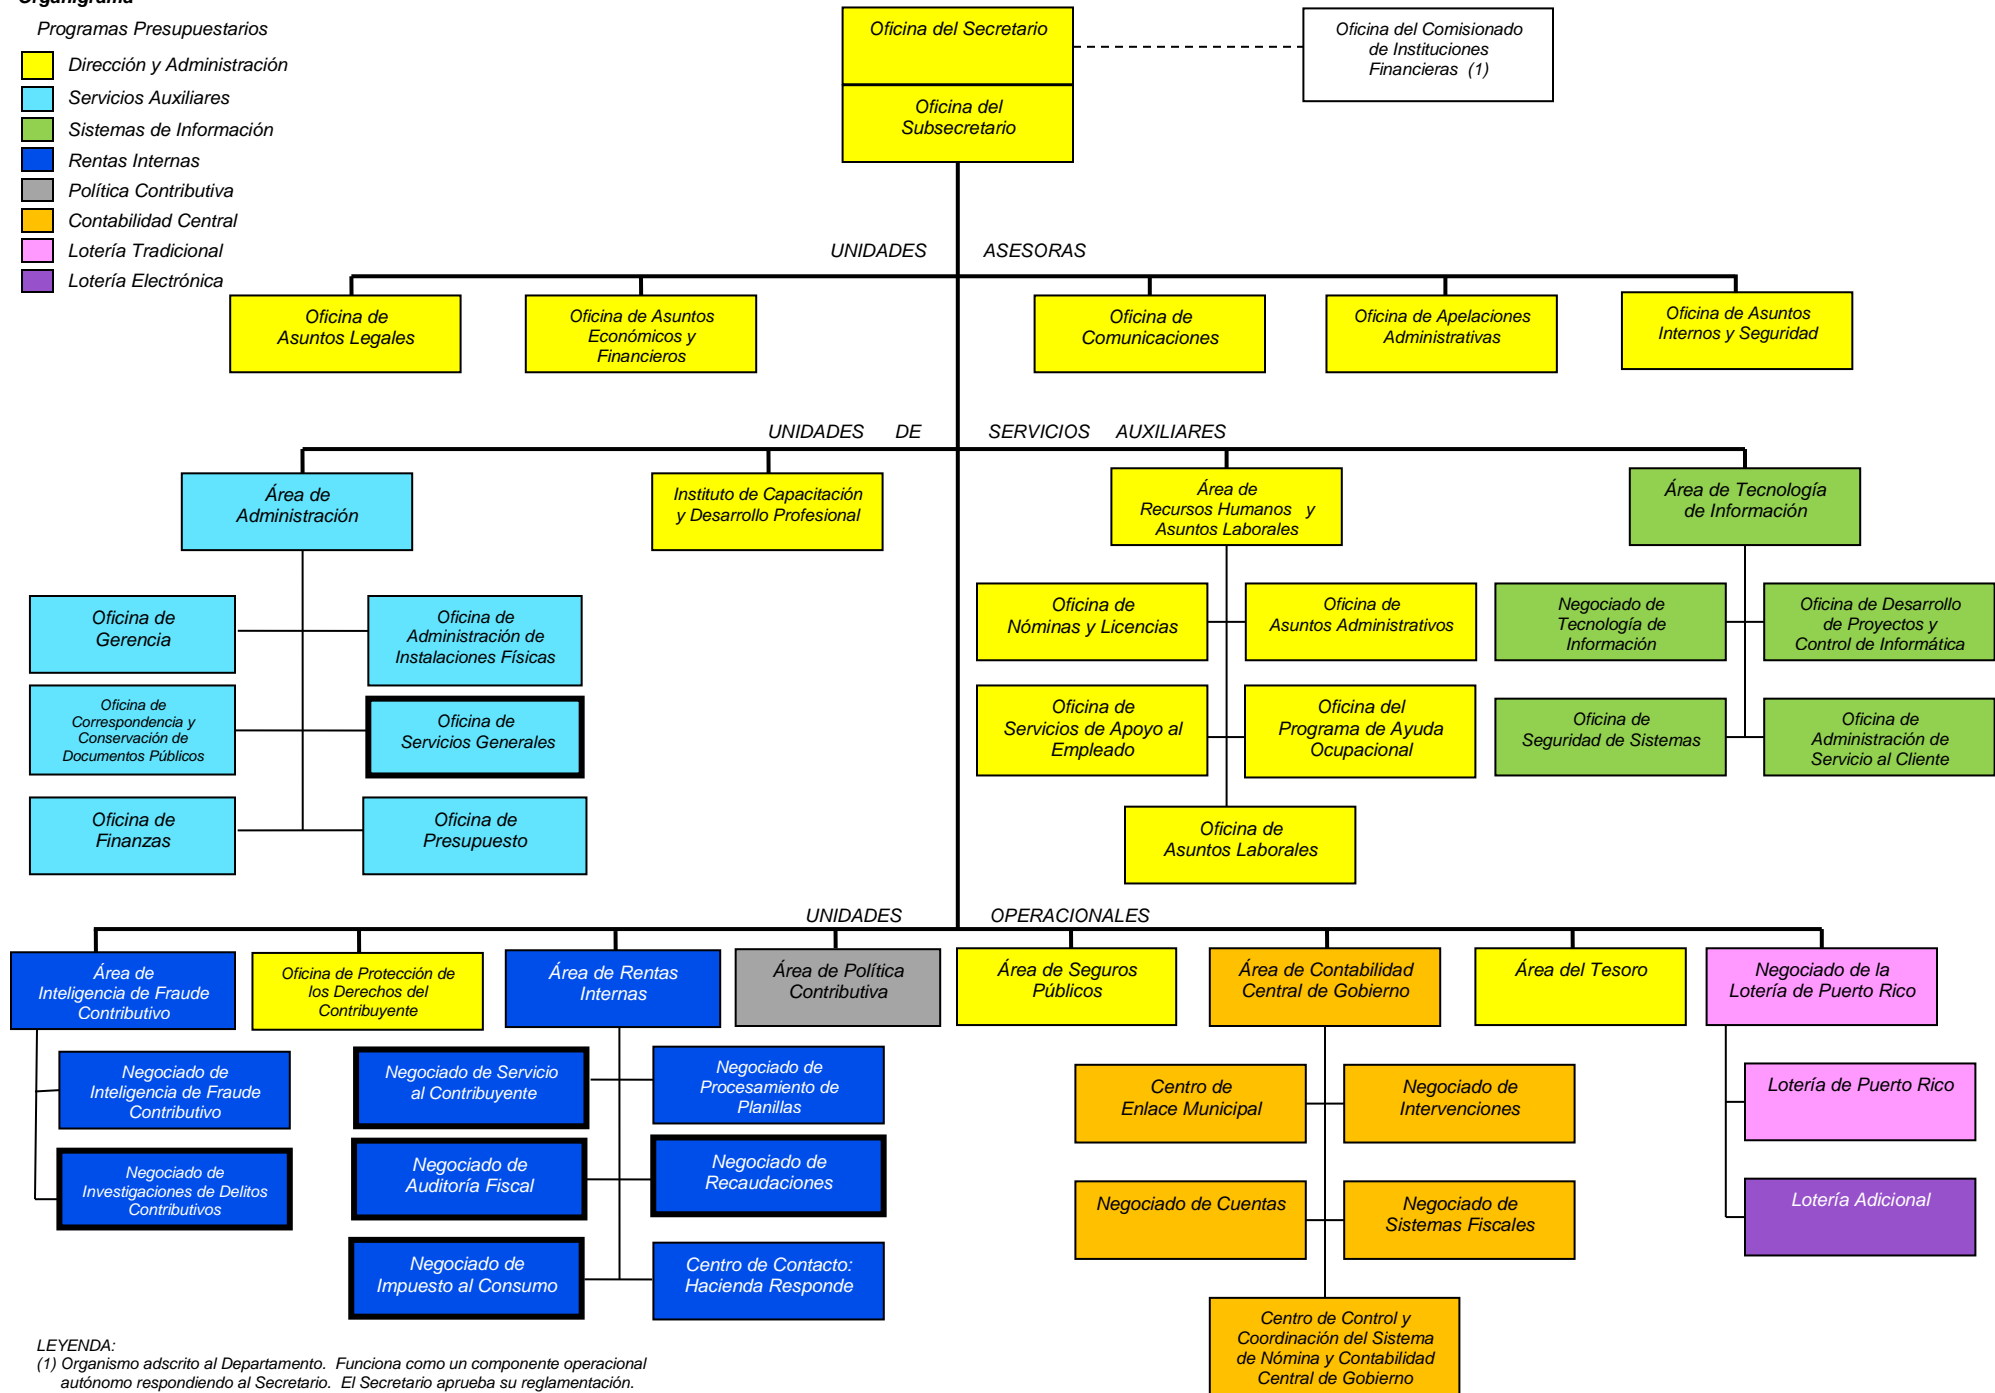 Organigrama
Programas Presupuestarios
Dirección y Administración
Servicios Auxiliares
Sistemas de Información
Rentas Internas
Política Contributiva
Contabilidad Central
Lotería Tradicional
Lotería Electrónica
Oficina del Secretario
Oficina del
Subsecretario
Oficina del Comisionado
de Instituciones
Financieras (1)
UNIDADES ASESORAS
Oficina de
Asuntos Legales
Oficina de Asuntos
Económicos y
Financieros
Oficina de
Comunicaciones
Oficina de Apelaciones
Administrativas
Oficina de Asuntos
Internos y Seguridad
UNIDADES DE SERVICIOS AUXILIARES
Área de
Administración
Instituto de Capacitación
y Desarrollo Profesional
Área de
Recursos Humanos y
Asuntos Laborales
Área de Tecnología
de Información
Oficina de
Gerencia
Oficina de
Administración de
Instalaciones Físicas
Oficina de
Correspondencia y
Conservación de
Documentos Públicos
Oficina de
Servicios Generales
Oficina de
Finanzas
Oficina de
Presupuesto
Oficina de
Nóminas y Licencias
Oficina de
Asuntos Administrativos
Oficina de
Servicios de Apoyo al
Empleado
Oficina del
Programa de Ayuda
Ocupacional
Oficina de
Asuntos Laborales
Negociado de
Tecnología de
Información
Oficina de Desarrollo
de Proyectos y
Control de Informática
Oficina de
Seguridad de Sistemas
Oficina de
Administración de
Servicio al Cliente
UNIDADES OPERACIONALES
Área de
Inteligencia de Fraude
Contributivo
Oficina de Protección de
los Derechos del
Contribuyente
Área de Rentas
Internas
Área de Política
Contributiva
Área de Seguros
Públicos
Área de Contabilidad
Central de Gobierno
Área del Tesoro
Negociado de la
Lotería de Puerto Rico
Negociado de
Inteligencia de Fraude
Contributivo
Negociado de
Investigaciones de Delitos
Contributivos
Negociado de Servicio
al Contribuyente
Negociado de
Procesamiento de
Planillas
Negociado de
Auditoría Fiscal
Negociado de
Recaudaciones
Negociado de
Impuesto al Consumo
Centro de Contacto:
Hacienda Responde
Centro de
Enlace Municipal
Negociado de
Intervenciones
Negociado de Cuentas
Negociado de
Sistemas Fiscales
Centro de Control y
Coordinación del Sistema
de Nómina y Contabilidad
Central de Gobierno
Lotería de Puerto Rico
Lotería Adicional
LEYENDA:
(1) Organismo adscrito al Departamento. Funciona como un componente operacional
autónomo respondiendo al Secretario. El Secretario aprueba su reglamentación.